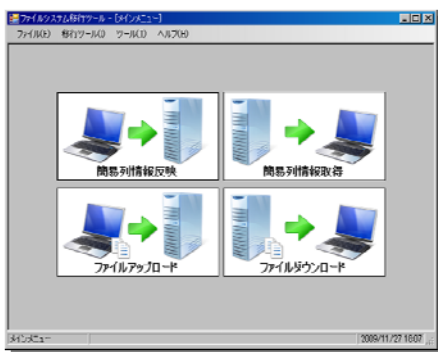 ファイルシステム移行ツール - [メインメニュー]
ファイル(F) 移行ツール(I) ツール(T) ヘルプ(H)
簡易列情報反映 簡易列情報取得
ファイルアップロード ファイルダウンロード
メインメニュー 2009/11/27 16:07